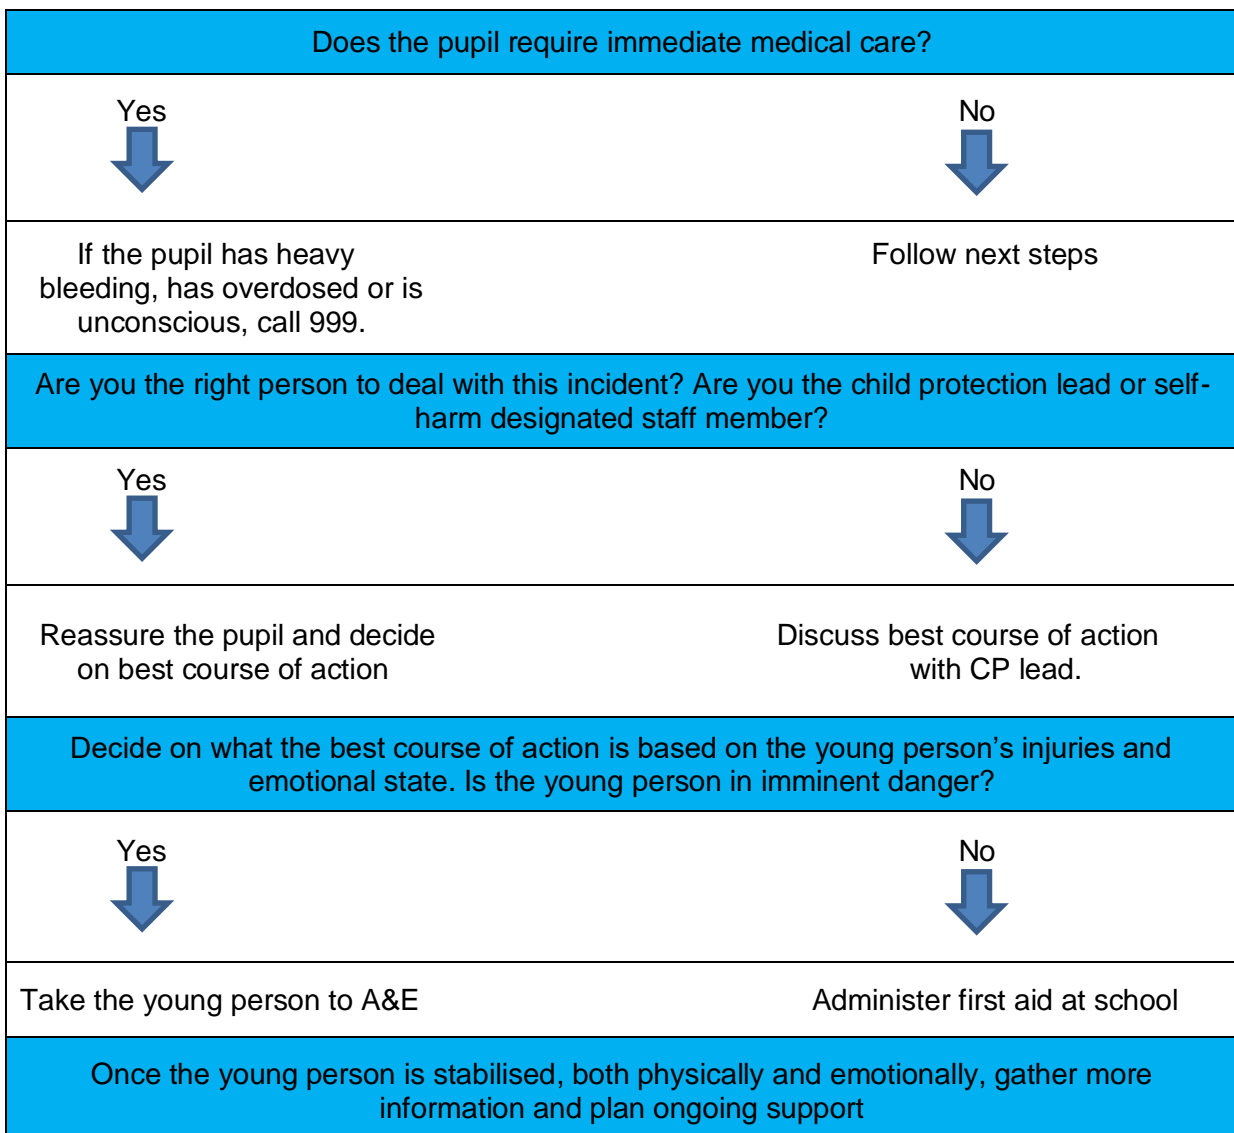 Does the pupil require immediate medical care?
Yes
No
If the pupil has heavy
bleeding, has overdosed or is
unconscious, call 999.
Follow next steps
Are you the right person to deal with this incident? Are you the child protection lead or self-
harm designated staff member?
Yes
No
Reassure the pupil and decide
on best course of action
Discuss best course of action
with CP lead.
Decide on what the best course of action is based on the young person’s injuries and
emotional state. Is the young person in imminent danger?
Yes
No
Take the young person to A&E
Administer first aid at school
Once the young person is stabilised, both physically and emotionally, gather more
information and plan ongoing support